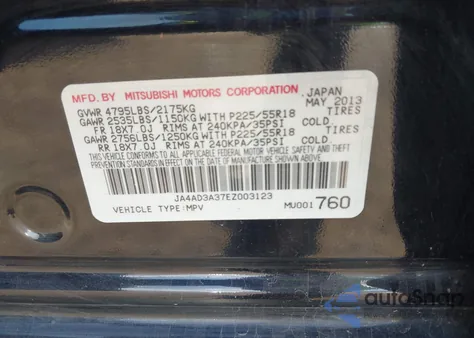 MFD. BY MITSUBISHI MOTORS CORPORATION JAPAN
GVWR 4795LBS/2175KG MAY 2013
GAWR 2535LBS/1150KG WITH P225/55R18 TIRES
FR 18X7.0J RIMS AT 240KPA/35PSI COLD.
GAWR 2756LBS/1250KG WITH P225/55R18 TIRES
RR 18X7.0J RIMS AT 240KPA/35PSI COLD.
THIS VEHICLE CONFORMS TO ALL APPLICABLE FEDERAL MOTOR VEHICLE SAFETY, BUMPER, AND THEFT
PREVENTION STANDARDS IN EFFECT ON THE DATE OF MANUFACTURE SHOWN ABOVE.
JA4AD3A37EZ003123
VEHICLE TYPE:MPV MU001760
autoSnap